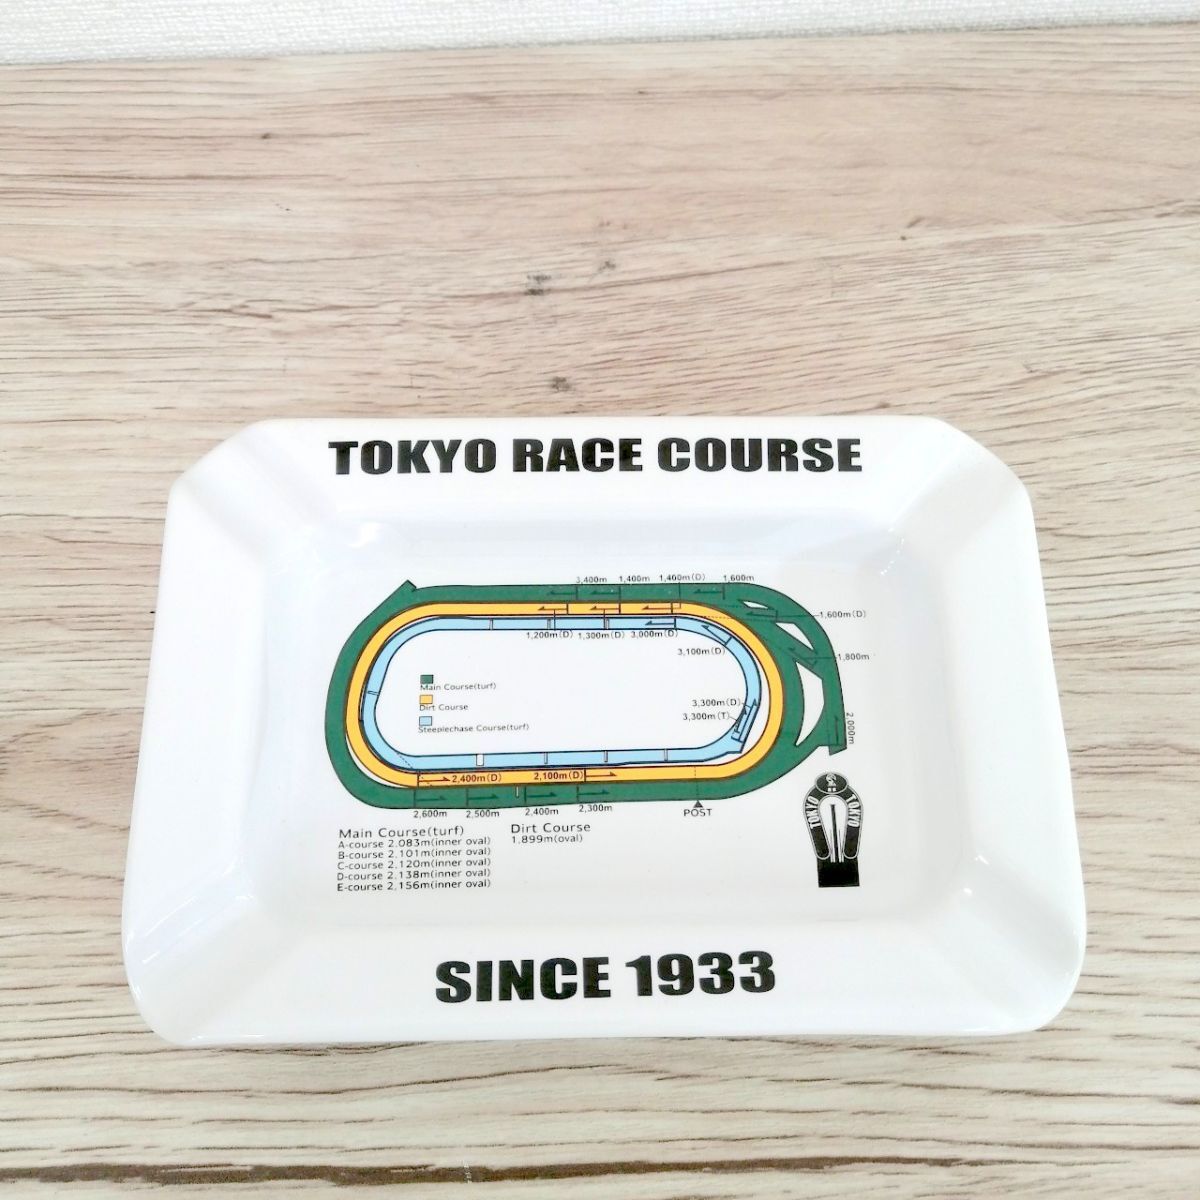 TOKYO RACE COURSE
3,400m 1,400m 1,400m(D) 1,600m
1,600m(D)
1,200m(D) 1,300m(D) 3,000m(D)
3,100m(D)
1,800m
Main Course(turf)
Dirt Course
Steeplechase Course(turf)
3,300m(D)
3,300m(T)
2,000m
2,400m(D) 2,100m(D)
2,600m 2,500m 2,400m 2,300m
POST
TOKYO TOKYO
Main Course(turf)
A-course 2.083m(inner oval)
B-course 2,101m(inner oval)
C-course 2,120m(inner oval)
D-course 2,138m(inner oval)
E-course 2,156m(inner oval)
Dirt Course
1.899m(oval)
SINCE 1933